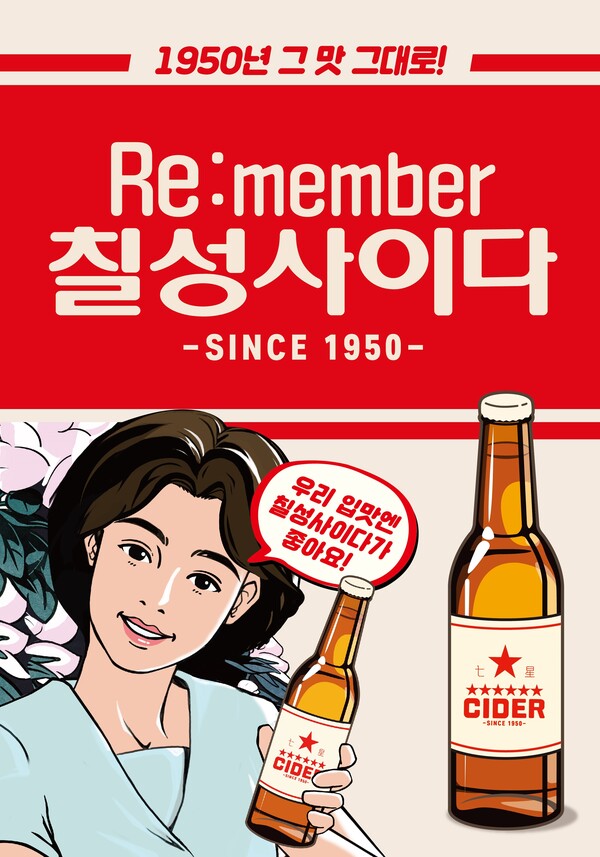 1950년 그 맛 그대로!
Re:member
칠성사이다
-SINCE 1950-
우리 입맛엔
칠성사이다가
좋아요!
七 星
CIDER
-SINCE 1950-
七 星
CIDER
-SINCE 1950-